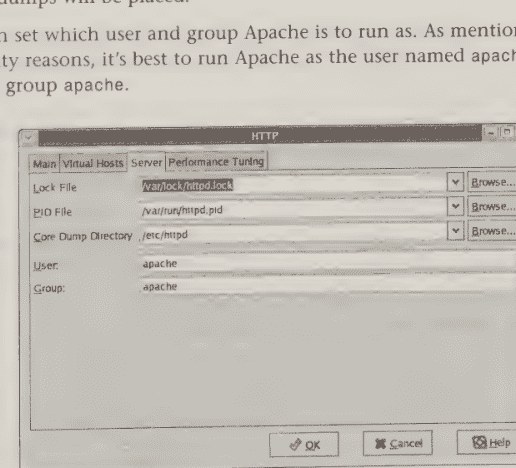 dumps will be placed.
n set which user and group Apache is to run as. As mention
ty reasons, it's best to run Apache as the user named apach
group apache.
HTTP
Main Virtual Hosts Server Performance Tuning
Lock File /var/lock/httpd.lock Browse...
PID File /var/run/httpd.pid Browse...
Core Dump Directory /etc/httpd Browse...
User: apache
Group: apache
OK Cancel Help